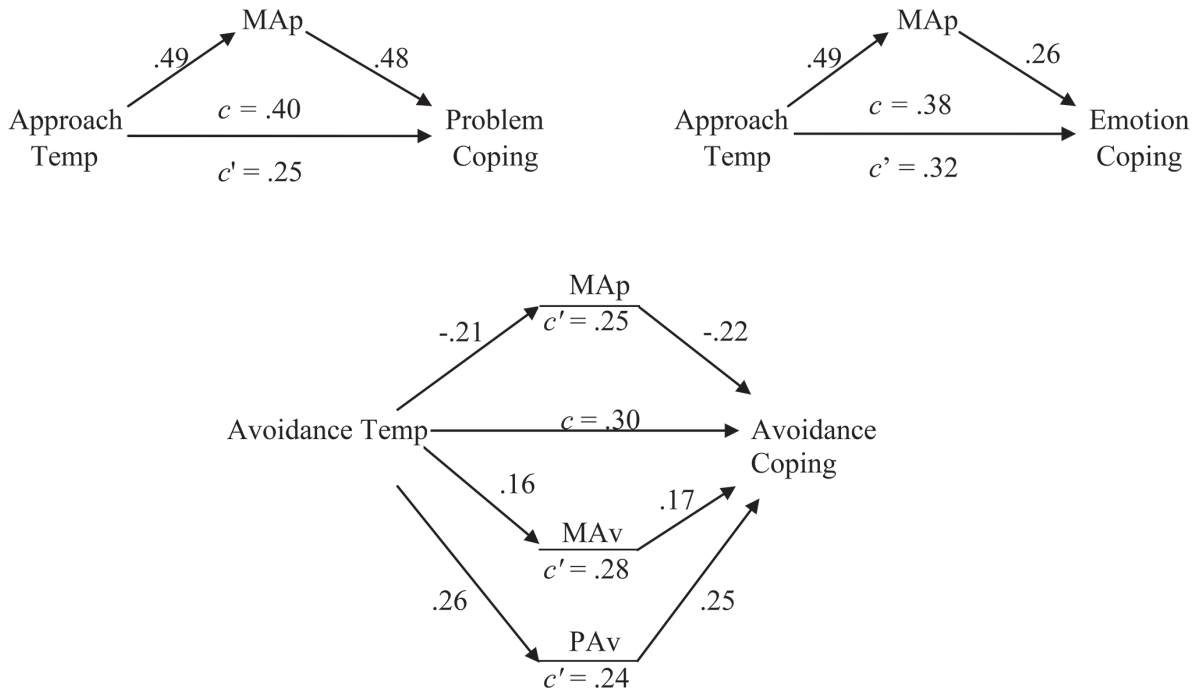 MAp
.49
.48
c = .40
Approach
Temp
Problem
Coping
c' = .25
MAp
.49
.26
c = .38
Approach
Temp
Emotion
Coping
c’ = .32
MAp
c' = .25
-.21
-.22
Avoidance Temp
c = .30
Avoidance
Coping
.16
.17
MAv
c' = .28
.26
.25
PAv
c' = .24